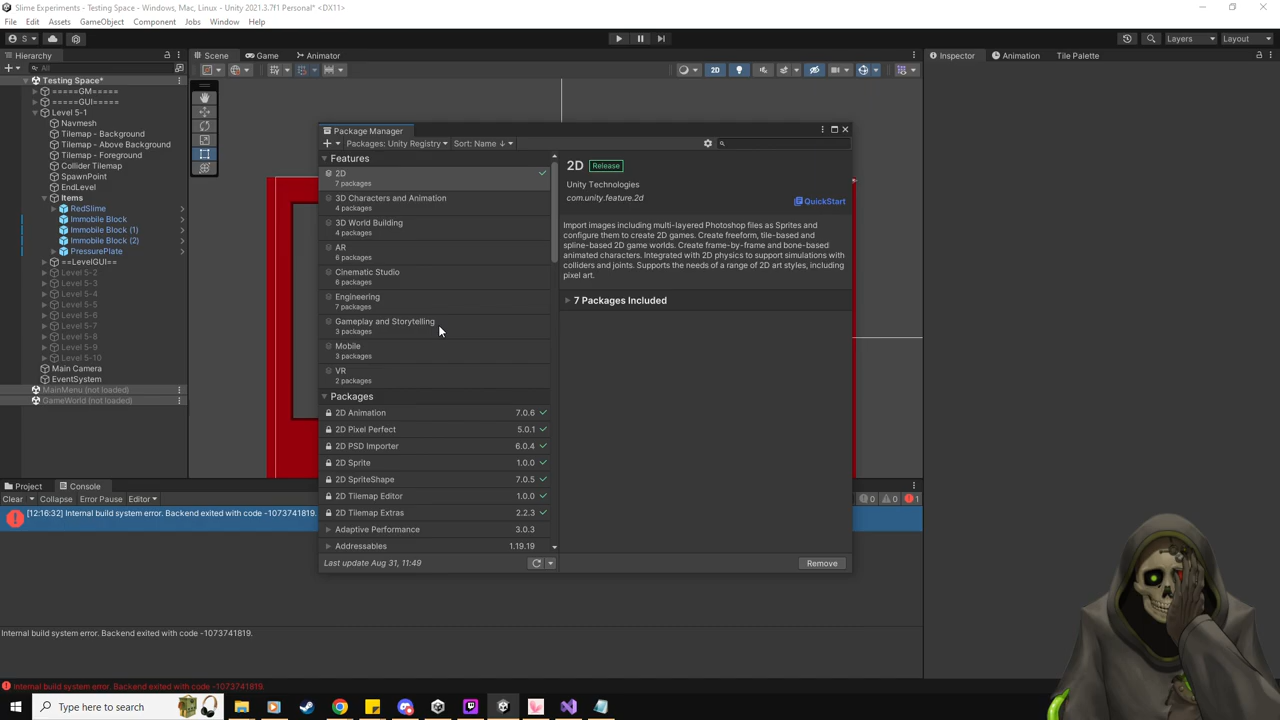 Slime Experiments - Testing Space - Windows, Mac, Linux - Unity 2021.3.7f1 Personal* <DX11>
File Edit Assets GameObject Component Jobs Window Help
S Layers Layout
Hierarchy Scene Game Animator Inspector Animation Tile Palette
All 2D
Testing Space*
=====GM=====
=====GUI=====
Level 5-1
Navmesh
Tilemap - Background
Tilemap - Above Background
Tilemap - Foreground
Collider Tilemap
SpawnPoint
EndLevel
Items
RedSlime
Immobile Block
Immobile Block (1)
Immobile Block (2)
PressurePlate
==LevelGUI==
Level 5-2
Level 5-3
Level 5-4
Level 5-5
Level 5-6
Level 5-7
Level 5-8
Level 5-9
Level 5-10
Main Camera
EventSystem
MainMenu (not loaded)
GameWorld (not loaded)
Package Manager
Packages: Unity Registry Sort: Name ↓
Features
2D
7 packages
3D Characters and Animation
4 packages
3D World Building
4 packages
AR
6 packages
Cinematic Studio
6 packages
Engineering
7 packages
Gameplay and Storytelling
3 packages
Mobile
3 packages
VR
2 packages
Packages
2D Animation 7.0.6
2D Pixel Perfect 5.0.1
2D PSD Importer 6.0.4
2D Sprite 1.0.0
2D SpriteShape 7.0.5
2D Tilemap Editor 1.0.0
2D Tilemap Extras 2.2.3
Adaptive Performance 3.0.3
Addressables 1.19.19
Last update Aug 31, 11:49
2D Release
Unity Technologies
com.unity.feature.2d
QuickStart
Import images including multi-layered Photoshop files as Sprites and
configure them to create 2D games. Create freeform, tile-based and
spline-based 2D game worlds. Create frame-by-frame and bone-based
animated characters. Integrated with 2D physics to support simulations with
colliders and joints. Supports the needs of a range of 2D art styles, including
pixel art.
7 Packages Included
Remove
Project Console
Clear Collapse Error Pause Editor 0 0 1
[12:16:32] Internal build system error. Backend exited with code -1073741819.
Internal build system error. Backend exited with code -1073741819.
Internal build system error. Backend exited with code -1073741819.
Type here to search